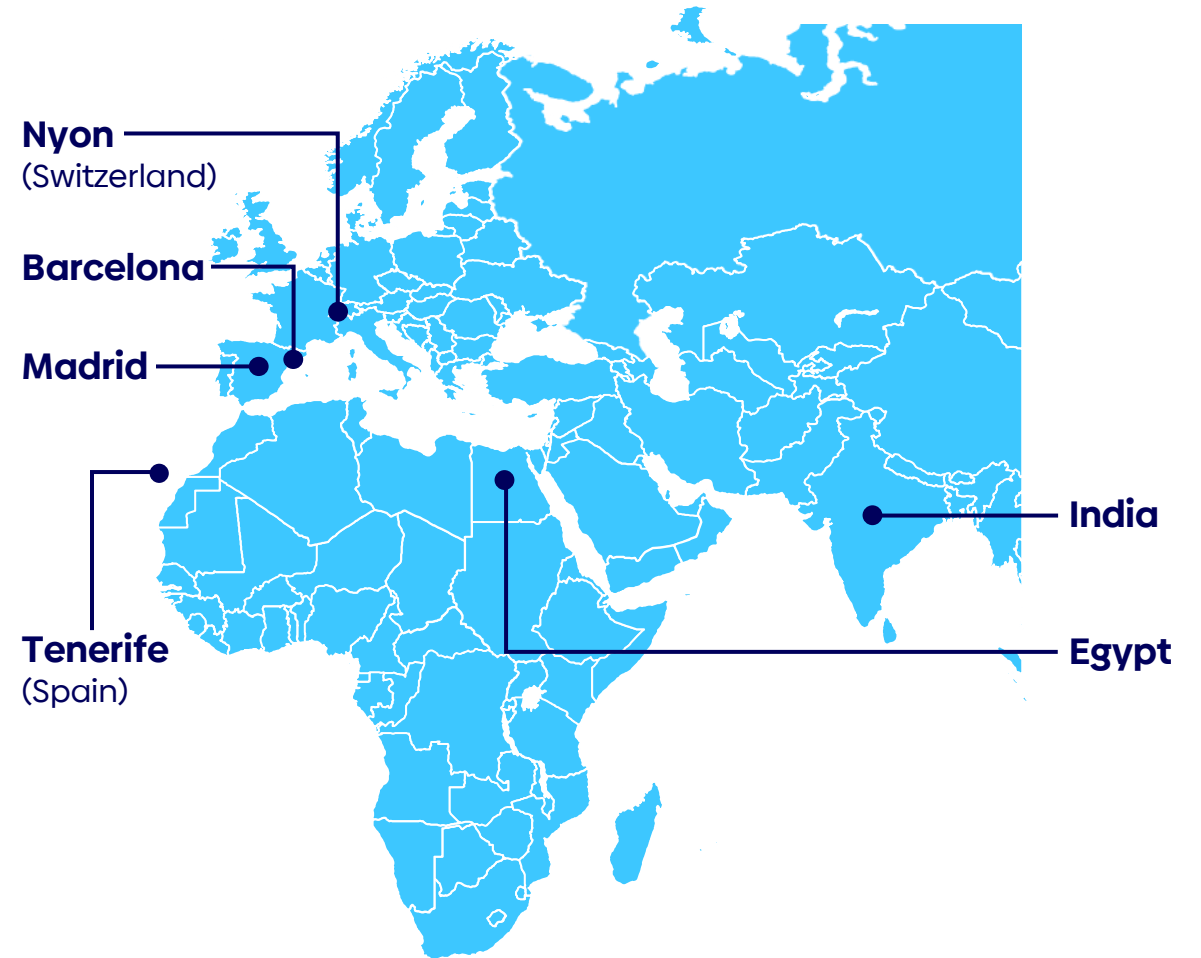 Nyon
(Switzerland)
Barcelona
Madrid
Tenerife
(Spain)
India
Egypt